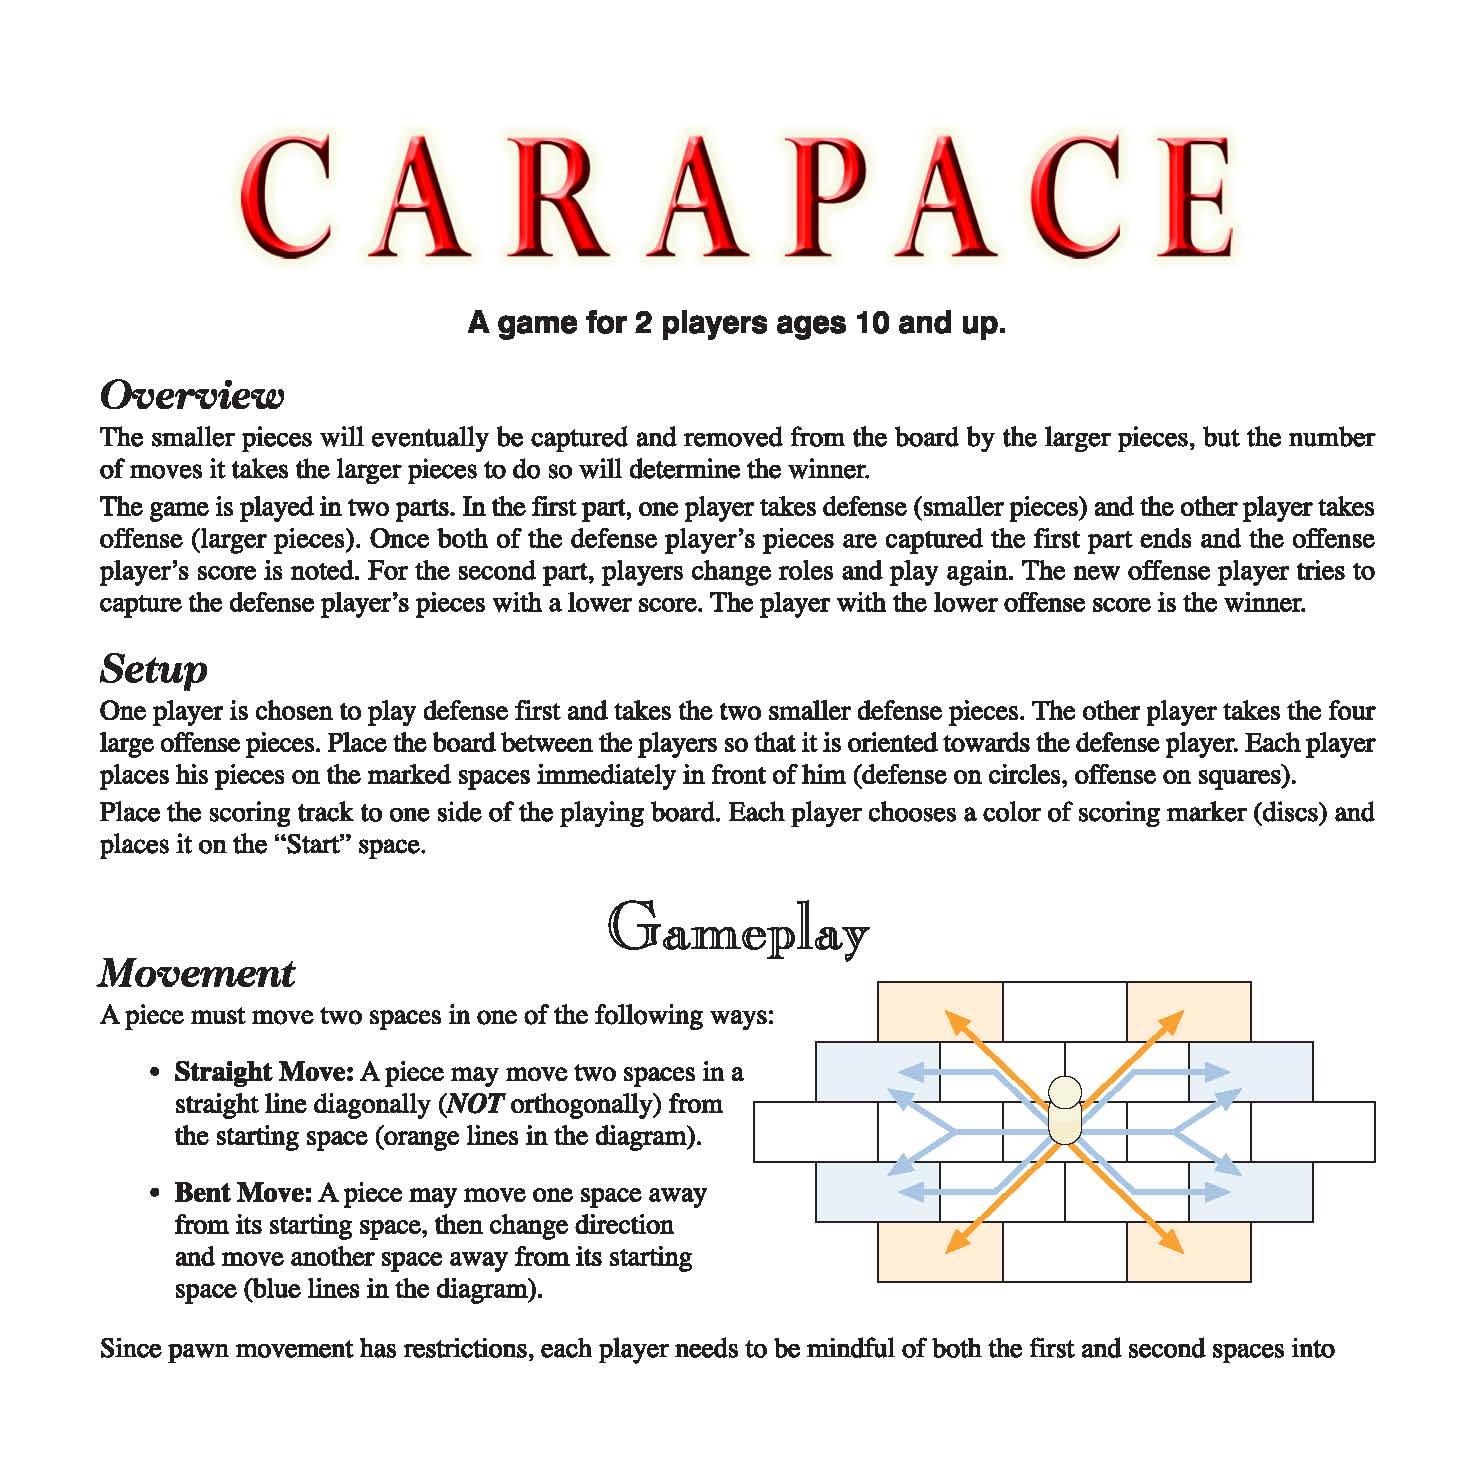 CARAPACE
A game for 2 players ages 10 and up.
Overview
The smaller pieces will eventually be captured and removed from the board by the larger pieces, but the number
of moves it takes the larger pieces to do so will determine the winner.
The game is played in two parts. In the first part, one player takes defense (smaller pieces) and the other player takes
offense (larger pieces). Once both of the defense player’s pieces are captured the first part ends and the offense
player’s score is noted. For the second part, players change roles and play again. The new offense player tries to
capture the defense player’s pieces with a lower score. The player with the lower offense score is the winner.
Setup
One player is chosen to play defense first and takes the two smaller defense pieces. The other player takes the four
large offense pieces. Place the board between the players so that it is oriented towards the defense player. Each player
places his pieces on the marked spaces immediately in front of him (defense on circles, offense on squares).
Place the scoring track to one side of the playing board. Each player chooses a color of scoring marker (discs) and
places it on the “Start” space.
Gameplay
Movement
A piece must move two spaces in one of the following ways:
• Straight Move: A piece may move two spaces in a
straight line diagonally (NOT orthogonally) from
the starting space (orange lines in the diagram).
• Bent Move: A piece may move one space away
from its starting space, then change direction
and move another space away from its starting
space (blue lines in the diagram).
Since pawn movement has restrictions, each player needs to be mindful of both the first and second spaces into